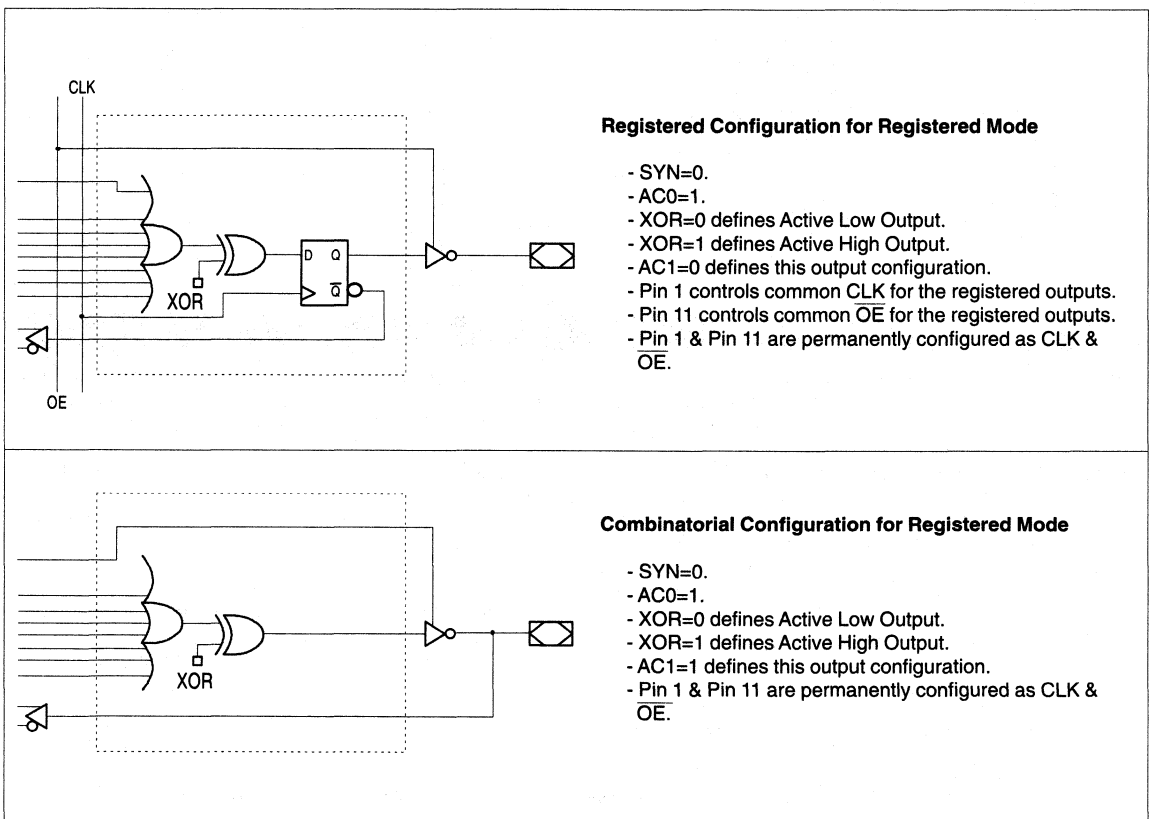 CLK
XOR
D Q
Q̅
OE
Registered Configuration for Registered Mode
- SYN=0.
- AC0=1.
- XOR=0 defines Active Low Output.
- XOR=1 defines Active High Output.
- AC1=0 defines this output configuration.
- Pin 1 controls common CLK for the registered outputs.
- Pin 11 controls common O̅E̅ for the registered outputs.
- Pin 1 & Pin 11 are permanently configured as CLK &
O̅E̅.
XOR
Combinatorial Configuration for Registered Mode
- SYN=0.
- AC0=1.
- XOR=0 defines Active Low Output.
- XOR=1 defines Active High Output.
- AC1=1 defines this output configuration.
- Pin 1 & Pin 11 are permanently configured as CLK &
O̅E̅.